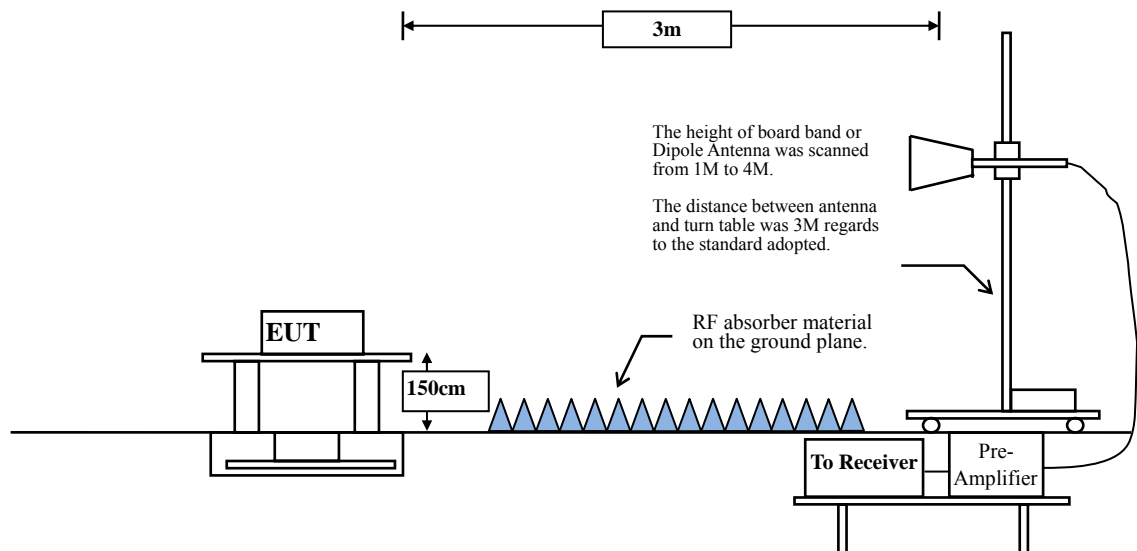 3m
The height of board band or
Dipole Antenna was scanned
from 1M to 4M.
The distance between antenna
and turn table was 3M regards
to the standard adopted.
EUT
RF absorber material
on the ground plane.
150cm
To Receiver
Pre-
Amplifier